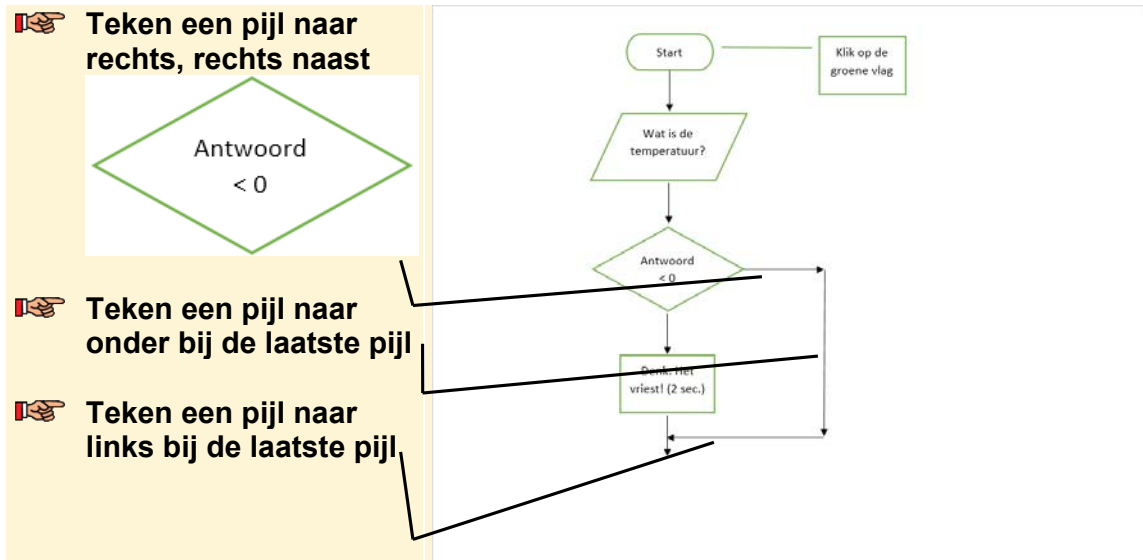 Teken een pijl naar
rechts, rechts naast
Antwoord
< 0
Teken een pijl naar
onder bij de laatste pijl
Teken een pijl naar
links bij de laatste pijl
Start
Klik op de
groene vlag
Wat is de
temperatuur?
Antwoord
< 0
Denk: Het
vriest! (2 sec.)